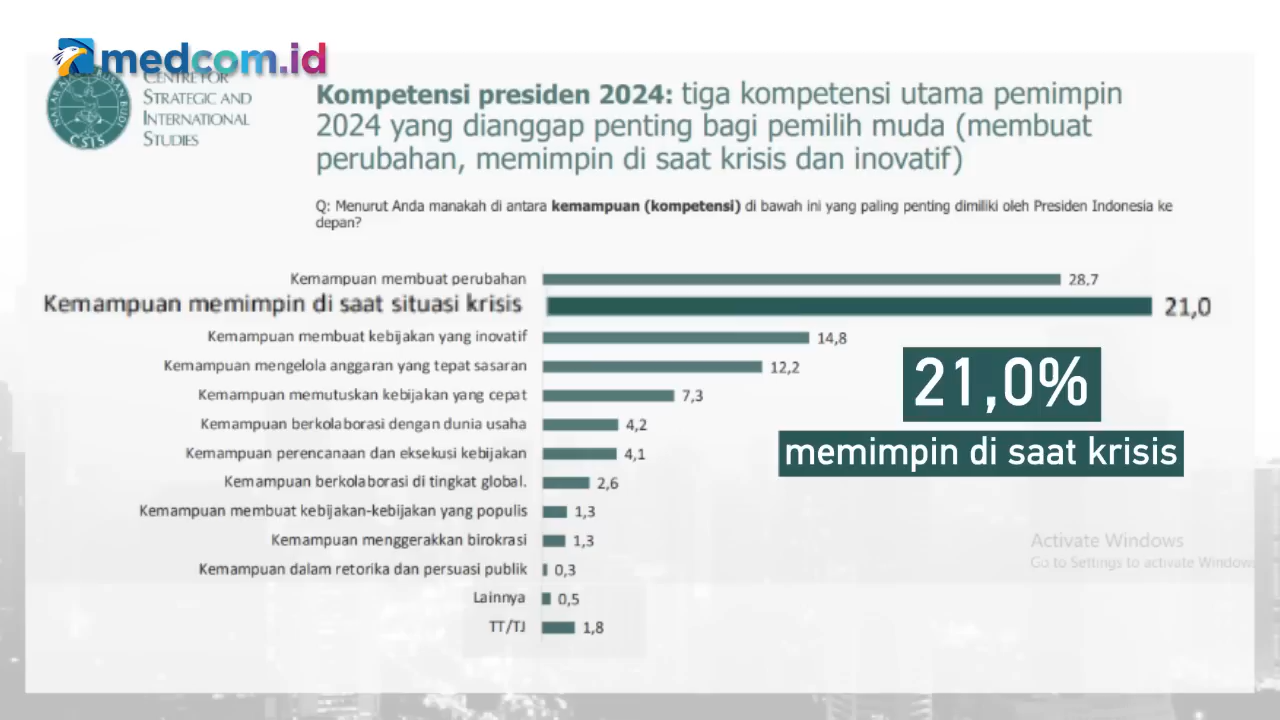 medcom.id
CENTRE FOR
STRATEGIC AND
INTERNATIONAL
STUDIES
CSIS
Kompetensi presiden 2024: tiga kompetensi utama pemimpin
2024 yang dianggap penting bagi pemilih muda (membuat
perubahan, memimpin di saat krisis dan inovatif)
Q: Menurut Anda manakah di antara kemampuan (kompetensi) di bawah ini yang paling penting dimiliki oleh Presiden Indonesia ke
depan?
Kemampuan membuat perubahan 28,7
Kemampuan memimpin di saat situasi krisis 21,0
Kemampuan membuat kebijakan yang inovatif 14,8
Kemampuan mengelola anggaran yang tepat sasaran 12,2
Kemampuan memutuskan kebijakan yang cepat 7,3
Kemampuan berkolaborasi dengan dunia usaha 4,2
Kemampuan perencanaan dan eksekusi kebijakan 4,1
Kemampuan berkolaborasi di tingkat global. 2,6
Kemampuan membuat kebijakan-kebijakan yang populis 1,3
Kemampuan menggerakkan birokrasi 1,3
Kemampuan dalam retorika dan persuasi publik 0,3
Lainnya 0,5
TT/TJ 1,8
21,0%
memimpin di saat krisis
Activate Windows
Go to Settings to activate Windows